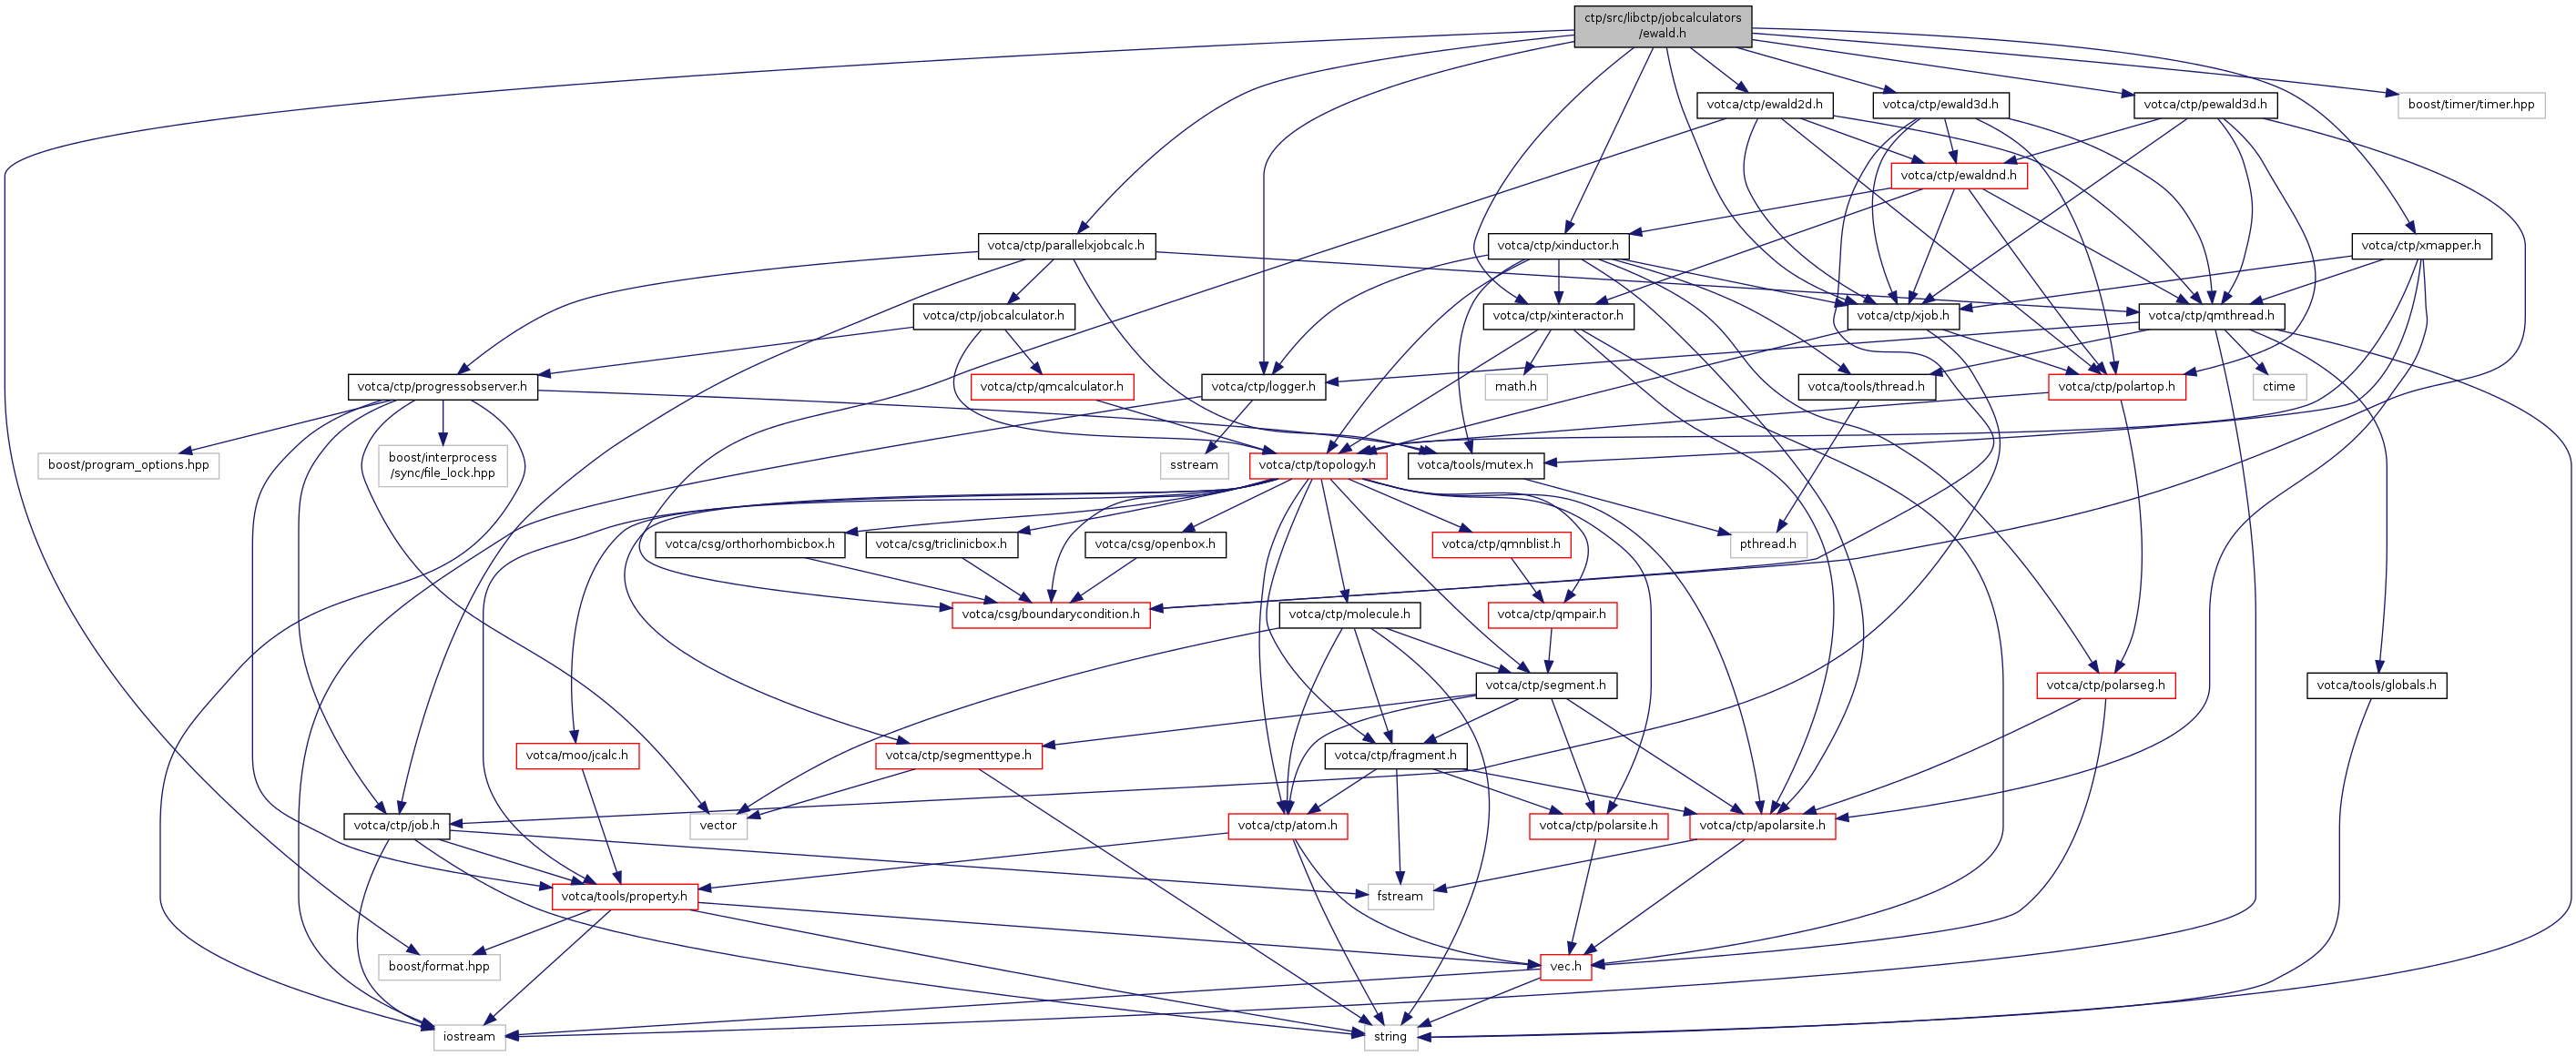 ctp/src/libctp/jobcalculators
/ewald.h
votca/ctp/ewald2d.h
votca/ctp/ewald3d.h
votca/ctp/pewald3d.h
boost/timer/timer.hpp
votca/ctp/ewaldnd.h
votca/ctp/parallelxjobcalc.h
votca/ctp/xinductor.h
votca/ctp/xmapper.h
votca/ctp/jobcalculator.h
votca/ctp/xinteractor.h
votca/ctp/xjob.h
votca/ctp/qmthread.h
votca/ctp/progressobserver.h
votca/ctp/qmcalculator.h
votca/ctp/logger.h
math.h
votca/tools/thread.h
votca/ctp/polartop.h
ctime
boost/program_options.hpp
boost/interprocess
/sync/file_lock.hpp
sstream
votca/ctp/topology.h
votca/tools/mutex.h
votca/csg/orthorhombicbox.h
votca/csg/triclinicbox.h
votca/csg/openbox.h
votca/ctp/qmnblist.h
pthread.h
votca/csg/boundarycondition.h
votca/ctp/molecule.h
votca/ctp/qmpair.h
votca/ctp/segment.h
votca/ctp/polarseg.h
votca/tools/globals.h
votca/moo/jcalc.h
votca/ctp/segmenttype.h
votca/ctp/fragment.h
votca/ctp/job.h
vector
votca/ctp/atom.h
votca/ctp/polarsite.h
votca/ctp/apolarsite.h
votca/tools/property.h
fstream
boost/format.hpp
vec.h
iostream
string